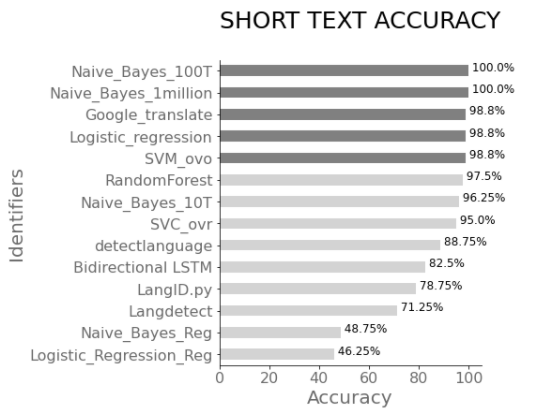 SHORT TEXT ACCURACY
Identifiers
Naive_Bayes_100T 100.0%
Naive_Bayes_1million 100.0%
Google_translate 98.8%
Logistic_regression 98.8%
SVM_ovo 98.8%
RandomForest 97.5%
Naive_Bayes_10T 96.25%
SVC_ovr 95.0%
detectlanguage 88.75%
Bidirectional LSTM 82.5%
LangID.py 78.75%
Langdetect 71.25%
Naive_Bayes_Reg 48.75%
Logistic_Regression_Reg 46.25%
0 20 40 60 80 100
Accuracy